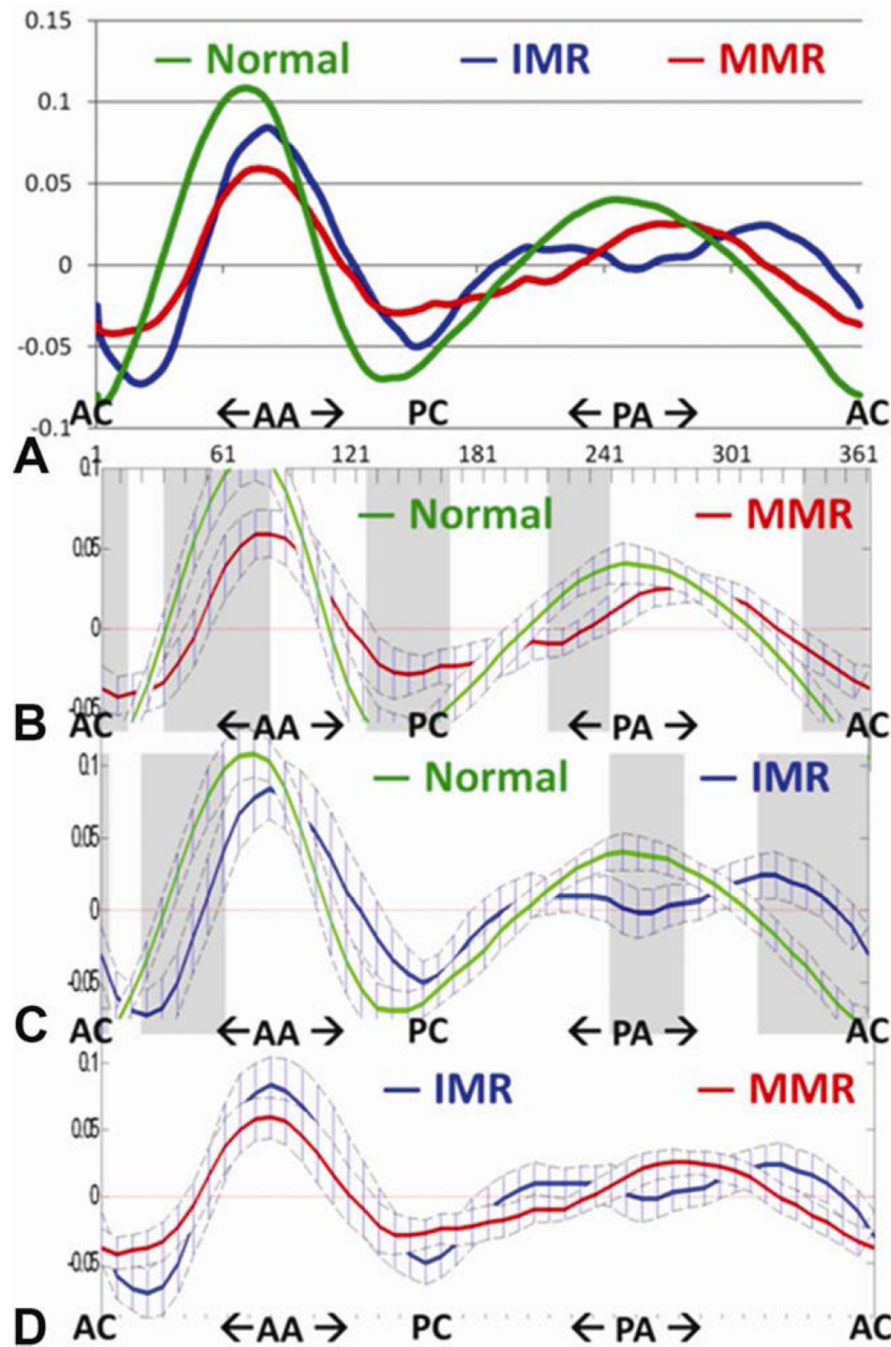 0.15
Normal IMR MMR
0.1
0.05
0
-0.05
-0.1
AC ←AA→ PC ←PA→ AC
A 1 61 121 181 241 301 361
0.1
Normal MMR
0.05
0
-0.05
B AC ←AA→ PC ←PA→ AC
0.1
Normal IMR
0.05
0
-0.05
C AC ←AA→ PC ←PA→ AC
0.1
IMR MMR
0.05
0
-0.05
D AC ←AA→ PC ←PA→ AC